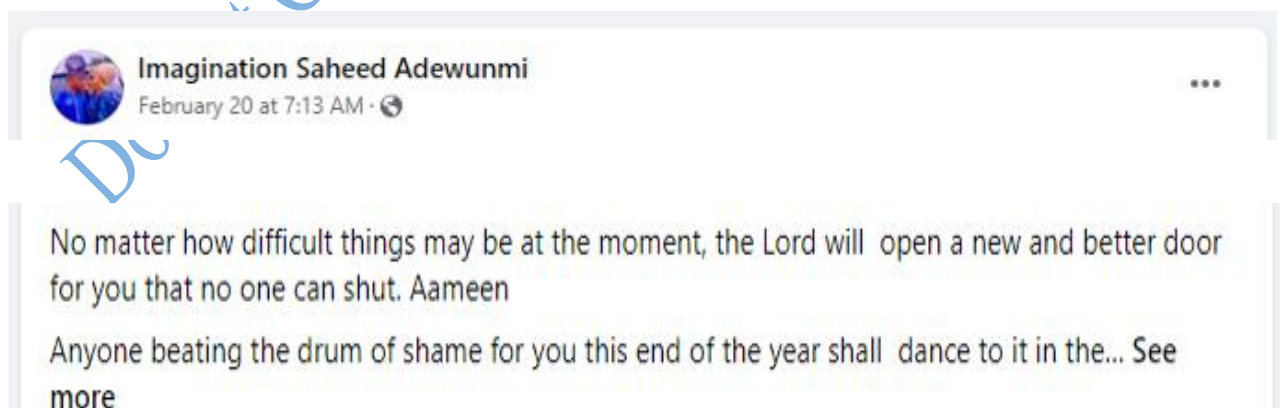 Imagination Saheed Adewunmi
February 20 at 7:13 AM ·
No matter how difficult things may be at the moment, the Lord will open a new and better door
for you that no one can shut. Aameen
Anyone beating the drum of shame for you this end of the year shall dance to it in the... See
more